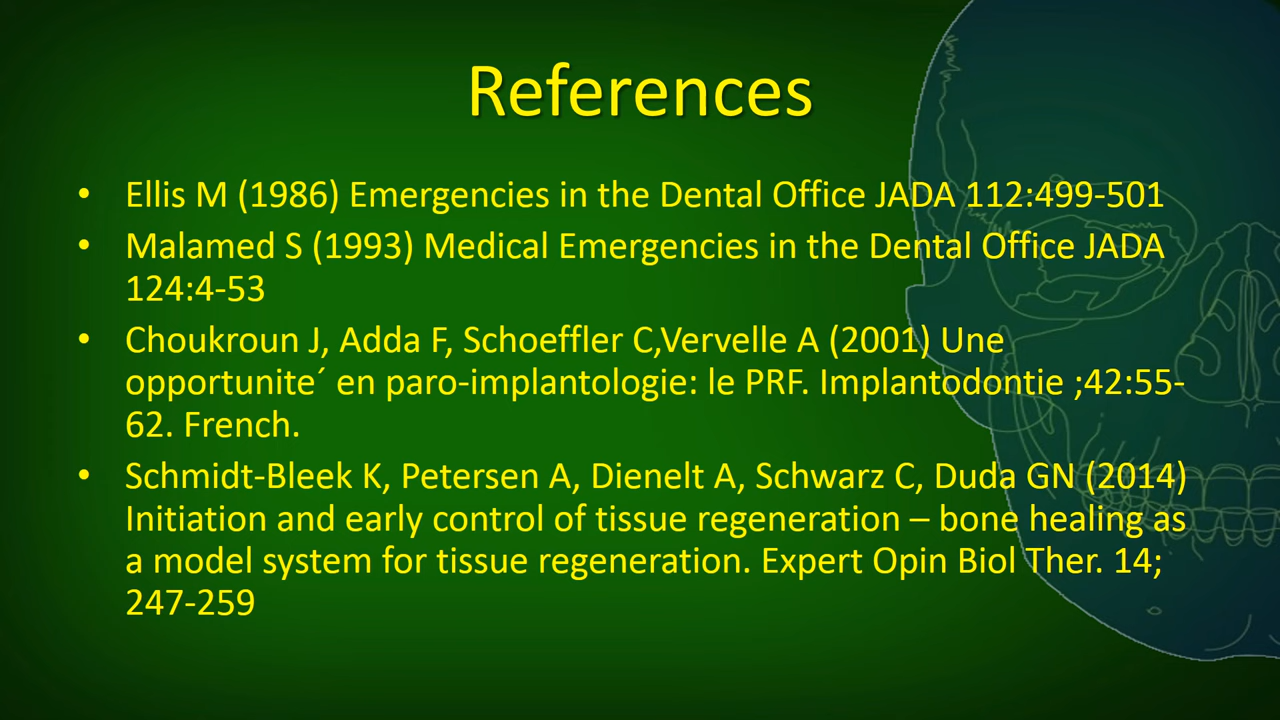 References
• Ellis M (1986) Emergencies in the Dental Office JADA 112:499-501
• Malamed S (1993) Medical Emergencies in the Dental Office JADA
124:4-53
• Choukroun J, Adda F, Schoeffler C,Vervelle A (2001) Une
opportunite´ en paro-implantologie: le PRF. Implantodontie ;42:55-
62. French.
• Schmidt-Bleek K, Petersen A, Dienelt A, Schwarz C, Duda GN (2014)
Initiation and early control of tissue regeneration – bone healing as
a model system for tissue regeneration. Expert Opin Biol Ther. 14;
247-259